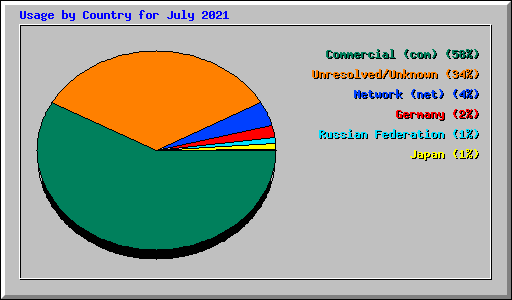 Usage by Country for July 2021
Commercial (com) (58%)
Unresolved/Unknown (34%)
Network (net) (4%)
Germany (2%)
Russian Federation (1%)
Japan (1%)